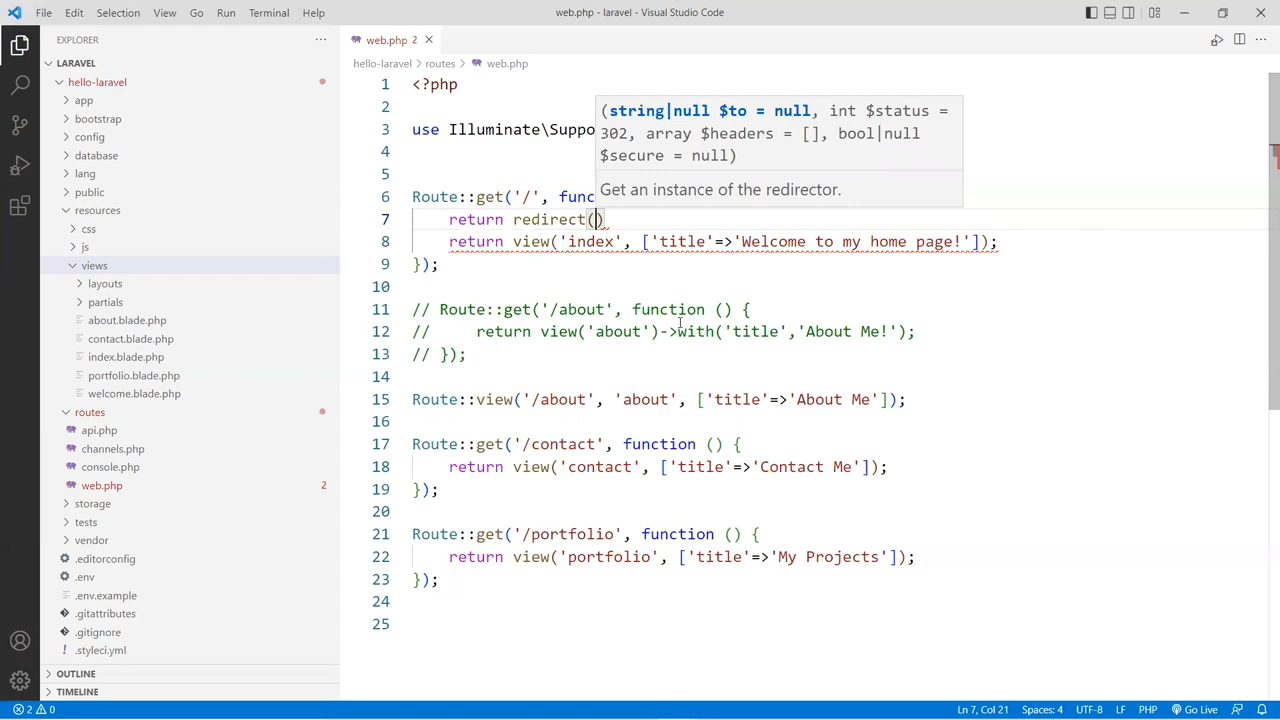 File Edit Selection View Go Run Terminal Help
web.php - laravel - Visual Studio Code
EXPLORER
LARAVEL
hello-laravel
app
bootstrap
config
database
lang
public
resources
css
js
views
layouts
partials
about.blade.php
contact.blade.php
index.blade.php
portfolio.blade.php
welcome.blade.php
routes
api.php
channels.php
console.php
web.php 2
storage
tests
vendor
.editorconfig
.env
.env.example
.gitattributes
.gitignore
.styleci.yml
OUTLINE
TIMELINE
web.php 2
hello-laravel > routes > web.php
1 <?php
2
3 use Illuminate\Suppo
4
5
6 Route::get('/', func
7 return redirect()
8 return view('index', ['title'=>'Welcome to my home page!']);
9 });
10
11 // Route::get('/about', function () {
12 // return view('about')->with('title','About Me!');
13 // });
14
15 Route::view('/about', 'about', ['title'=>'About Me']);
16
17 Route::get('/contact', function () {
18 return view('contact', ['title'=>'Contact Me']);
19 });
20
21 Route::get('/portfolio', function () {
22 return view('portfolio', ['title'=>'My Projects']);
23 });
24
25
(string|null $to = null, int $status =
302, array $headers = [], bool|null
$secure = null)
Get an instance of the redirector.
2 0 Ln 7, Col 21 Spaces: 4 UTF-8 LF PHP Go Live